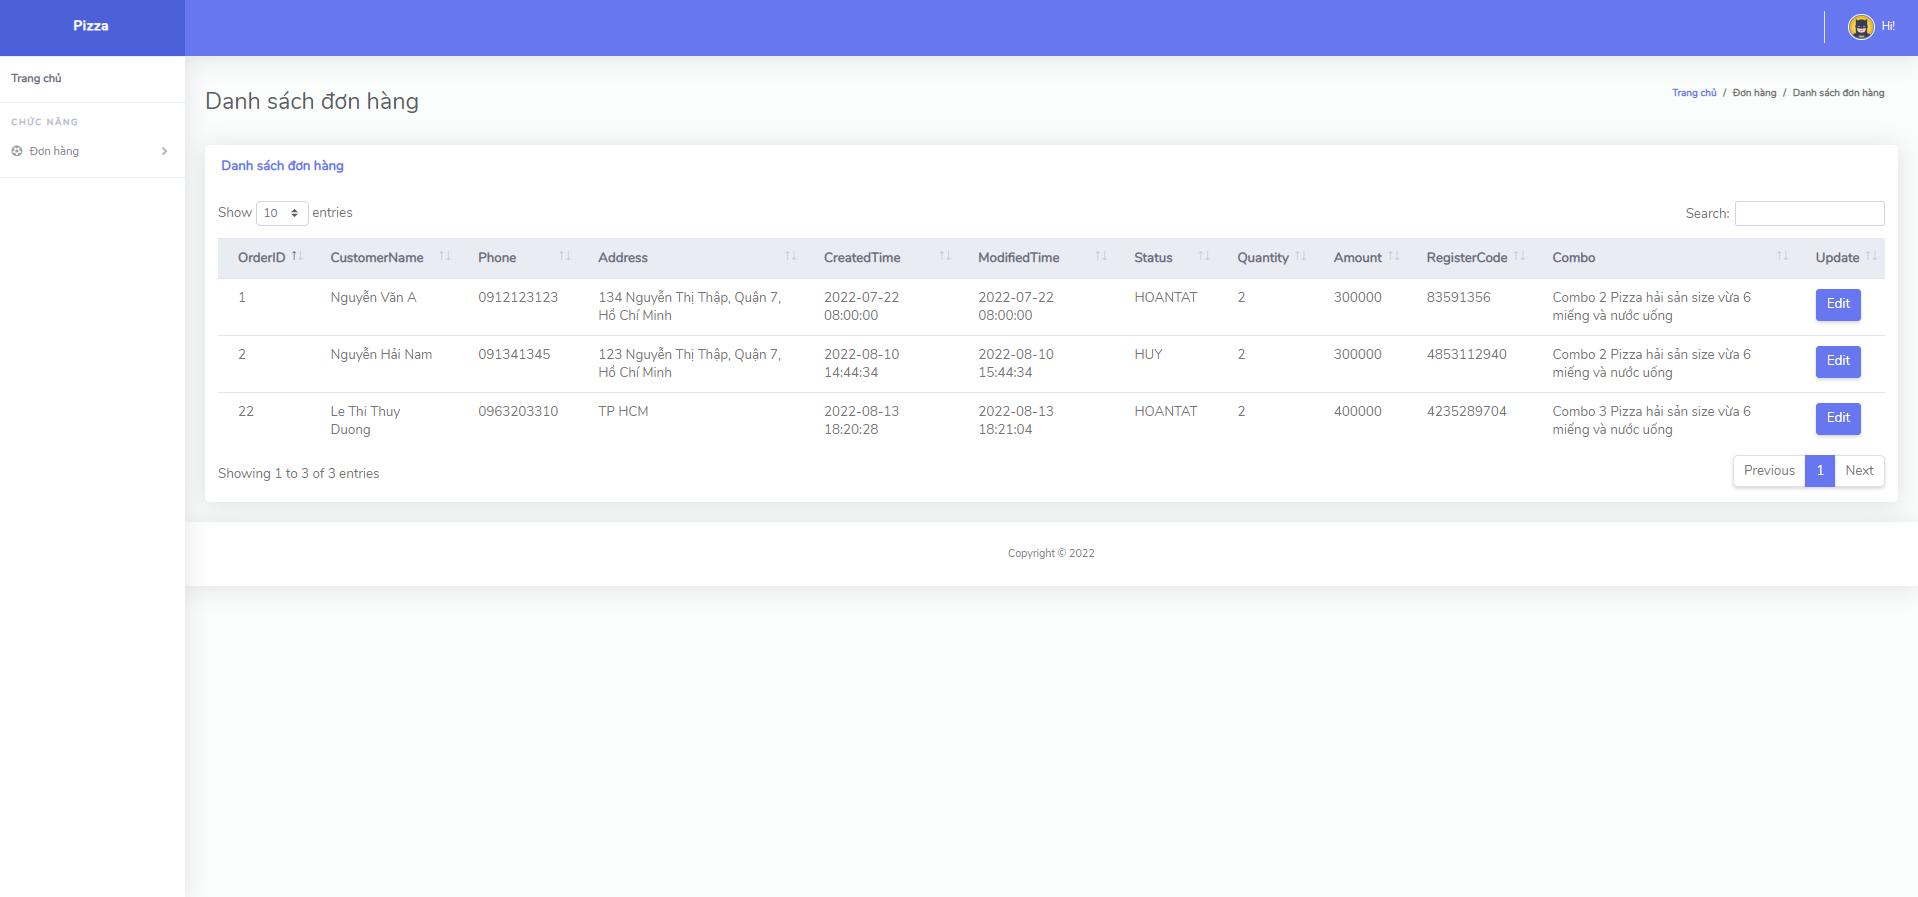 Pizza
Hi!
Trang chủ
CHỨC NĂNG
Đơn hàng
Danh sách đơn hàng
Trang chủ / Đơn hàng / Danh sách đơn hàng
Danh sách đơn hàng
Show 10 entries
Search:
OrderID CustomerName Phone Address CreatedTime ModifiedTime Status Quantity Amount RegisterCode Combo Update
1 Nguyễn Văn A 0912123123 134 Nguyễn Thị Thập, Quận 7, 2022-07-22 2022-07-22 HOANTAT 2 300000 83591356 Combo 2 Pizza hải sản size vừa 6 Edit
Hồ Chí Minh 08:00:00 08:00:00 miếng và nước uống
2 Nguyễn Hải Nam 091341345 123 Nguyễn Thị Thập, Quận 7, 2022-08-10 2022-08-10 HUY 2 300000 4853112940 Combo 2 Pizza hải sản size vừa 6 Edit
Hồ Chí Minh 14:44:34 15:44:34 miếng và nước uống
22 Le Thi Thuy 0963203310 TP HCM 2022-08-13 2022-08-13 HOANTAT 2 400000 4235289704 Combo 3 Pizza hải sản size vừa 6 Edit
Duong 18:20:28 18:21:04 miếng và nước uống
Showing 1 to 3 of 3 entries
Previous 1 Next
Copyright © 2022